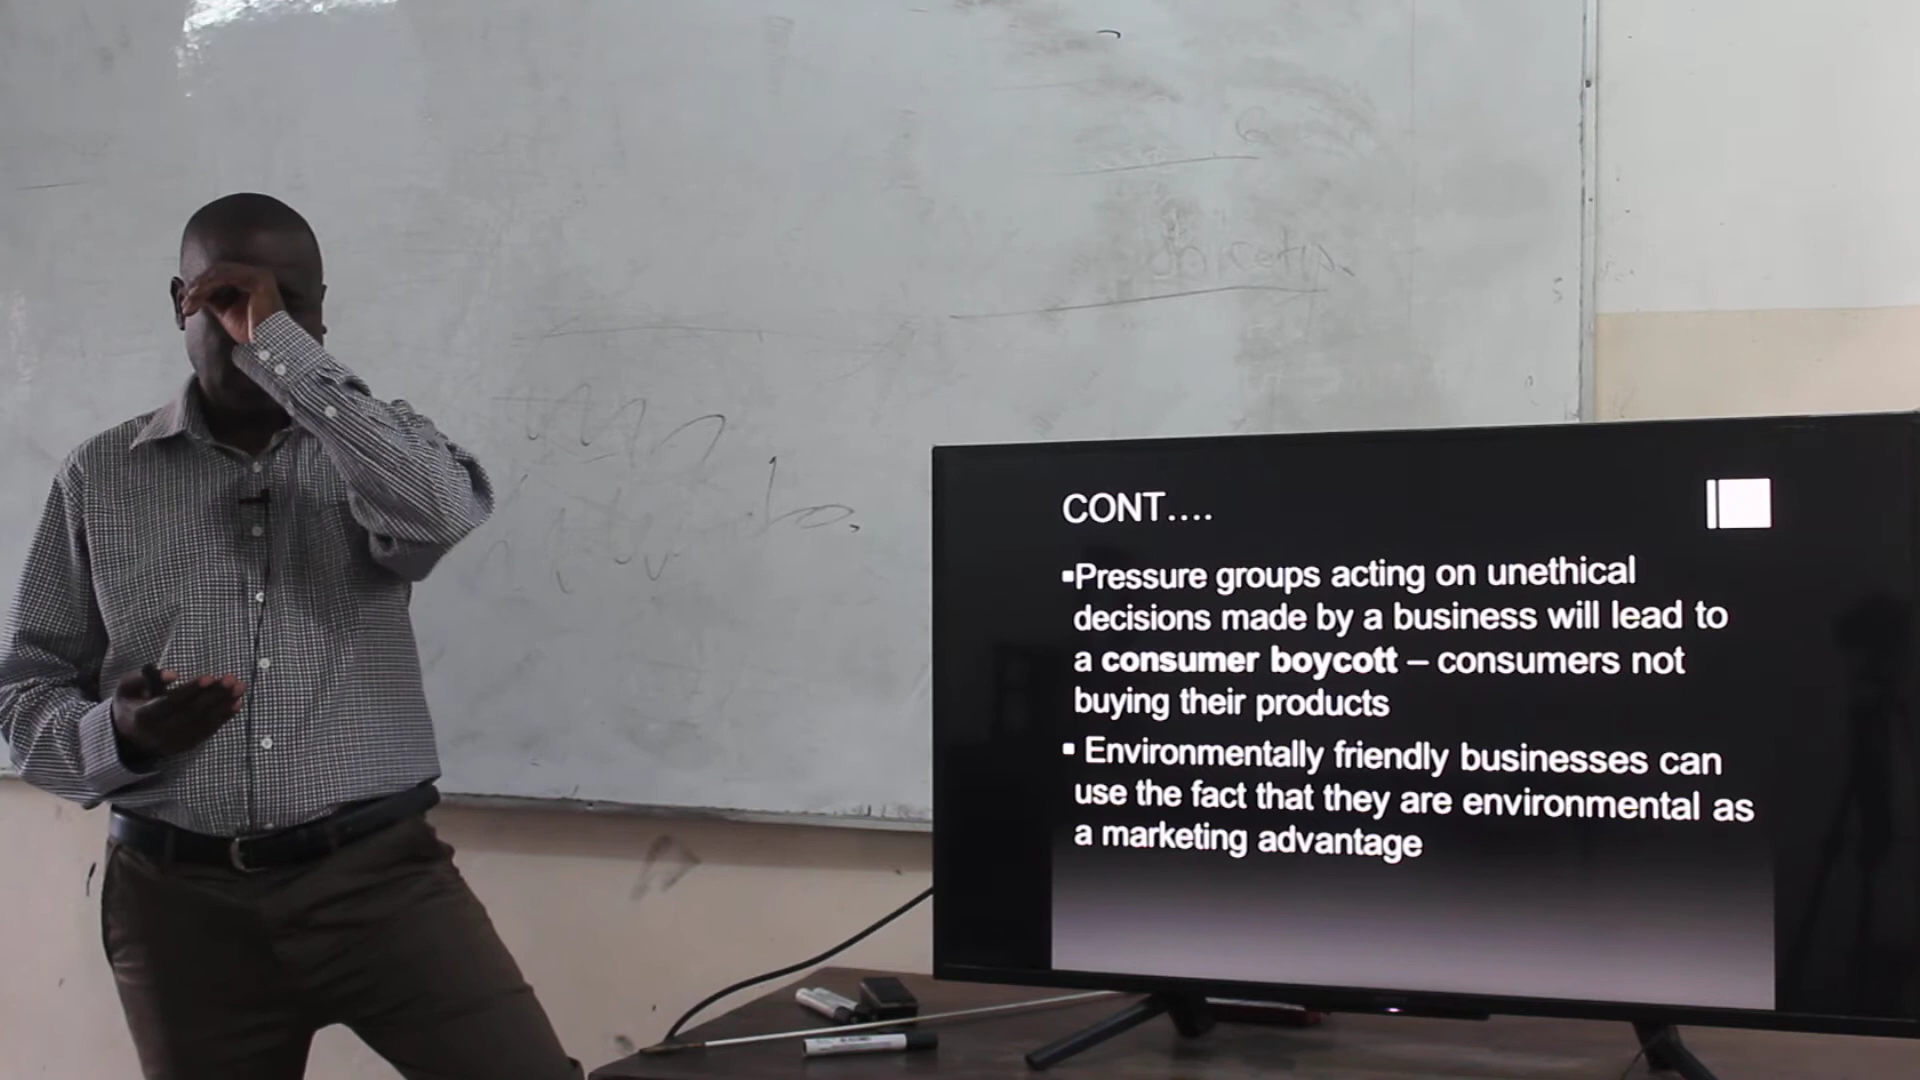 CONT....
▪Pressure groups acting on unethical
decisions made by a business will lead to
a consumer boycott – consumers not
buying their products
▪ Environmentally friendly businesses can
use the fact that they are environmental as
a marketing advantage